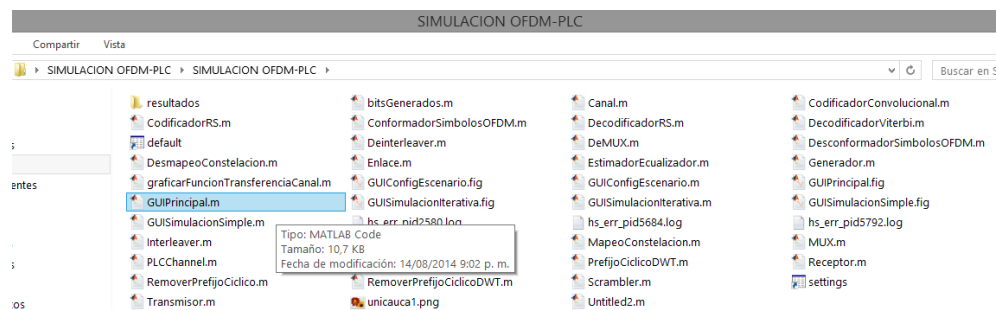 SIMULACION OFDM-PLC
Compartir Vista
SIMULACION OFDM-PLC SIMULACION OFDM-PLC Buscar en S
resultados bitsGenerados.m Canal.m CodificadorConvolucional.m
CodificadorRS.m ConformadorSimbolosOFDM.m DecodificadorRS.m DecodificadorViterbi.m
default Deinterleaver.m DeMUX.m DesconformadorSimbolosOFDM.m
DesmapeoConstelacion.m Enlace.m EstimadorEcualizador.m Generador.m
entes graficarFuncionTransferenciaCanal.m GUIConfigEscenario.fig GUIConfigEscenario.m GUIPrincipal.fig
GUIPrincipal.m GUISimulacionIterativa.fig GUISimulacionIterativa.m GUISimulacionSimple.fig
GUISimulacionSimple.m hs_err_pid2580.log hs_err_pid5684.log hs_err_pid5792.log
Interleaver.m MapeoConstelacion.m MUX.m
Tipo: MATLAB Code
Tamaño: 10,7 KB
Fecha de modificación: 14/08/2014 9:02 p. m.
PLCChannel.m PrefijoCiclicoDWT.m Receptor.m
RemoverPrefijoCiclico.m RemoverPrefijoCiclicoDWT.m Scrambler.m settings
tos Transmisor.m unicauca1.png Untitled2.m